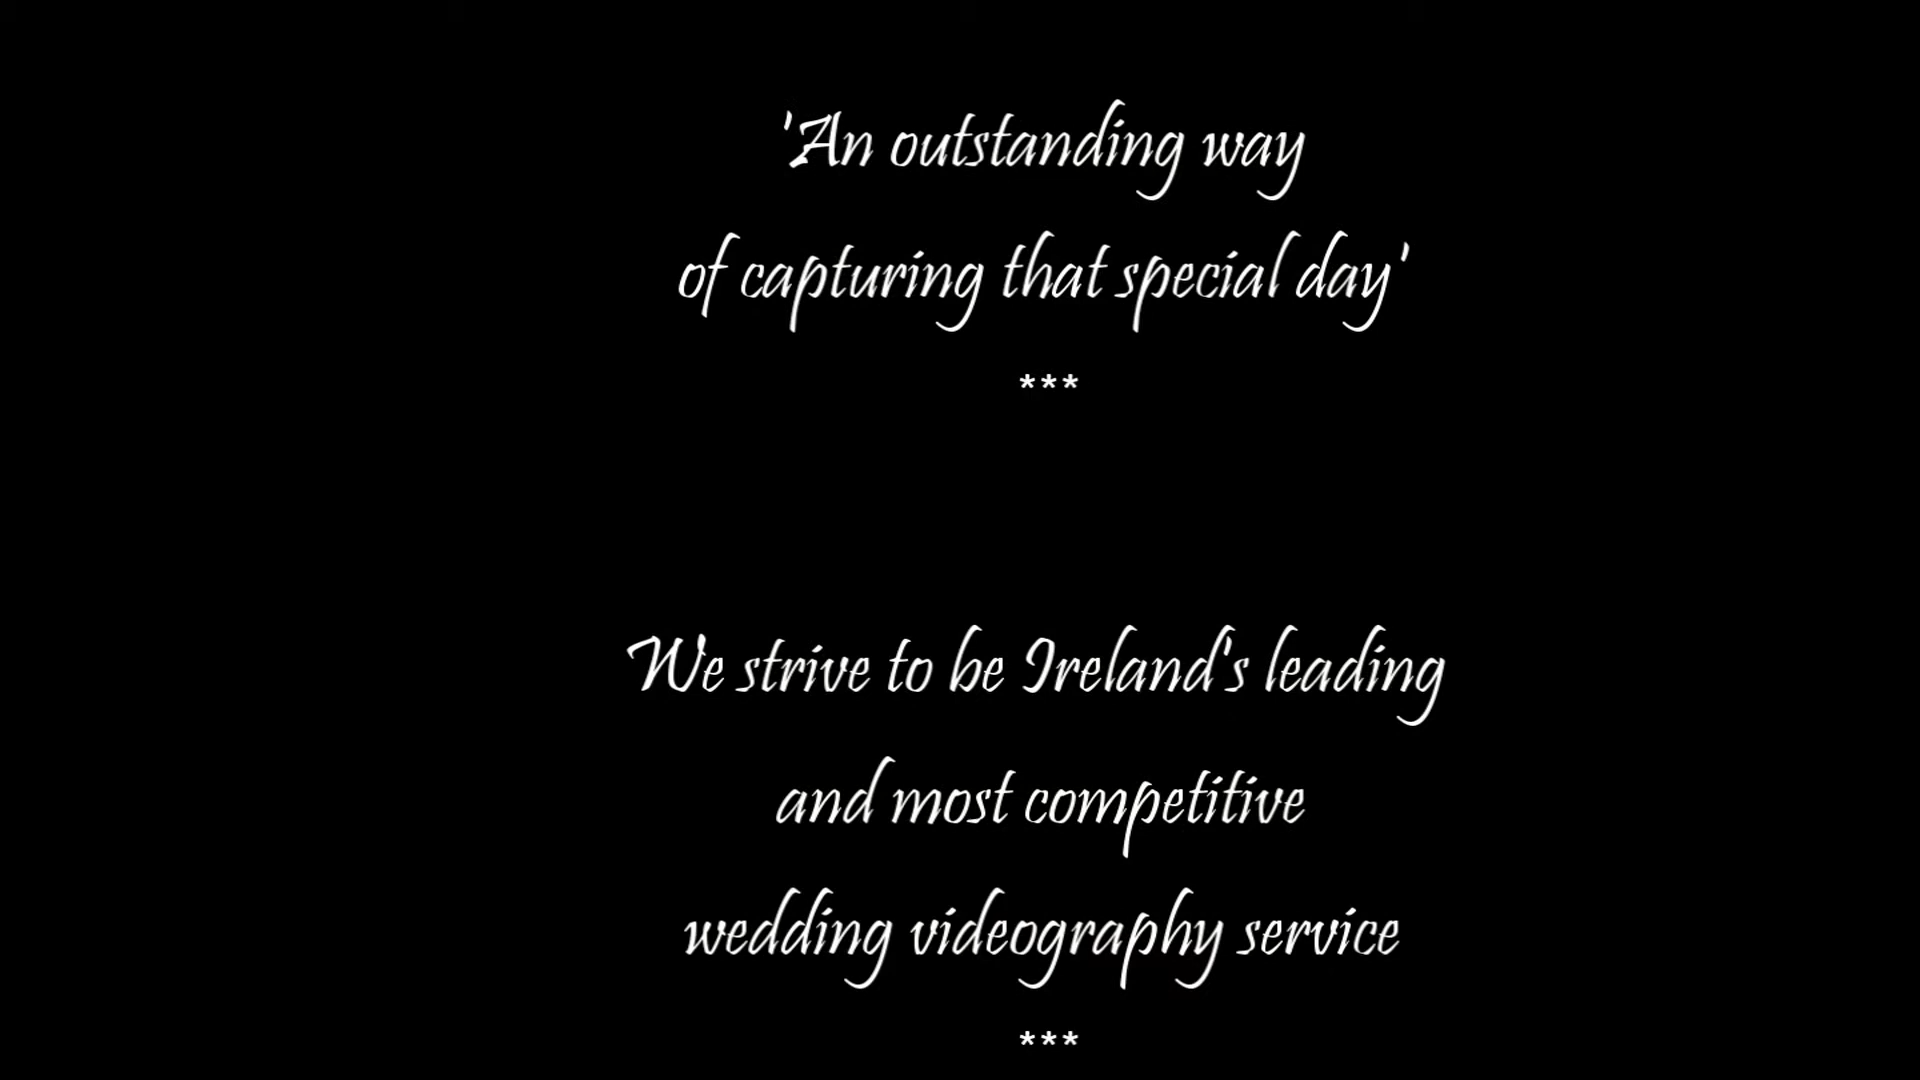 'An outstanding way
of capturing that special day'
***
We strive to be Ireland's leading
and most competitive
wedding videography service
***